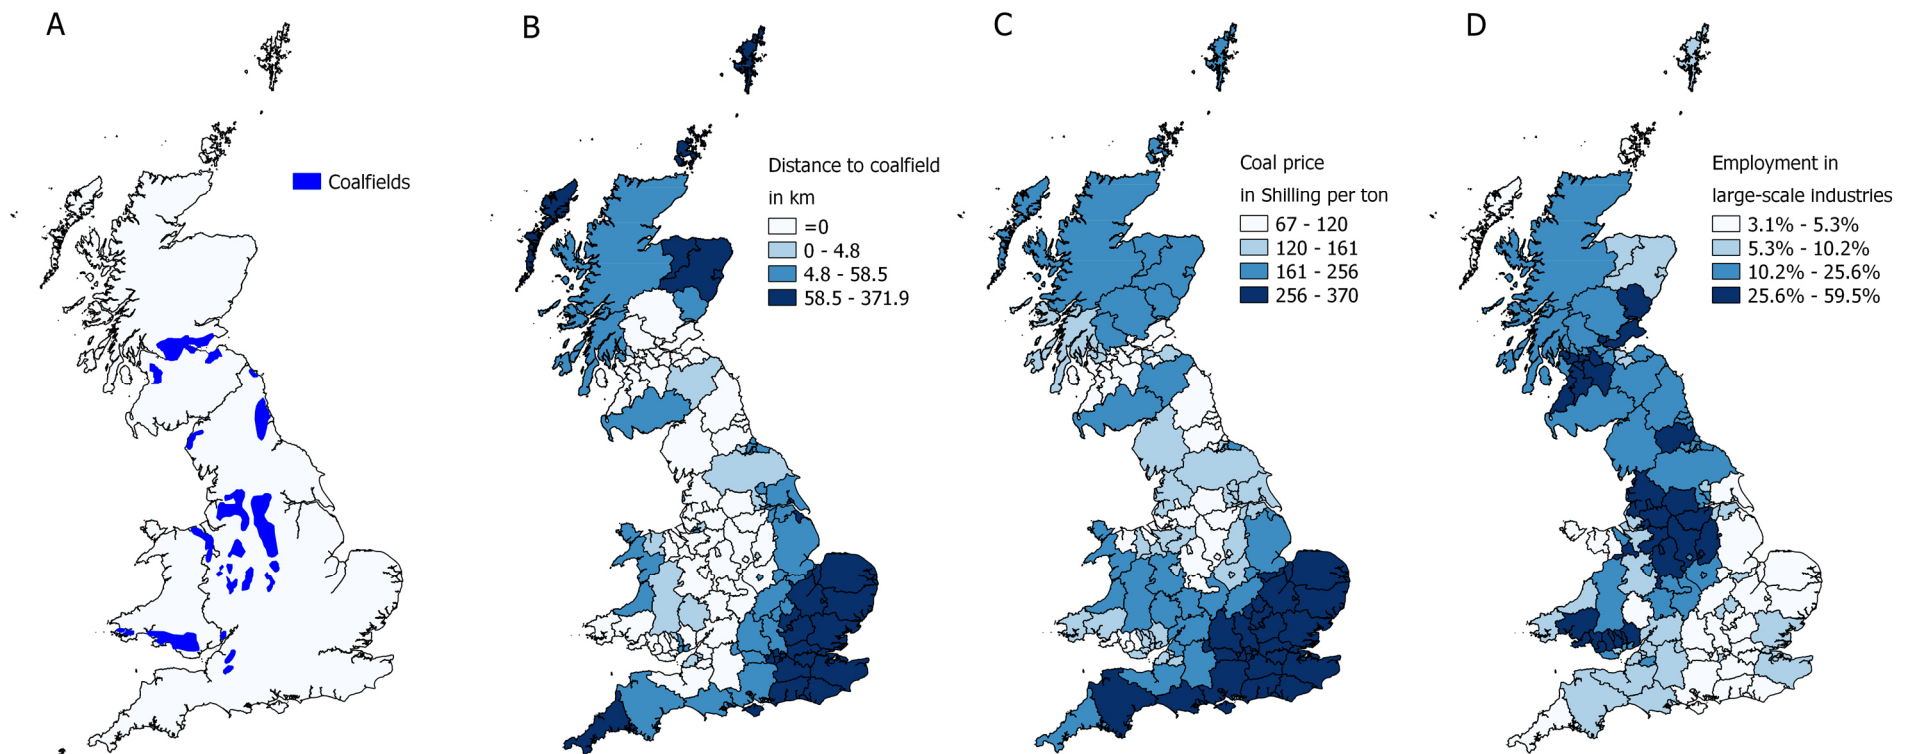 A
Coalfields
B
Distance to coalfield
in km
=0
0 - 4.8
4.8 - 58.5
58.5 - 371.9
C
Coal price
in Shilling per ton
67 - 120
120 - 161
161 - 256
256 - 370
D
Employment in
large-scale industries
3.1% - 5.3%
5.3% - 10.2%
10.2% - 25.6%
25.6% - 59.5%